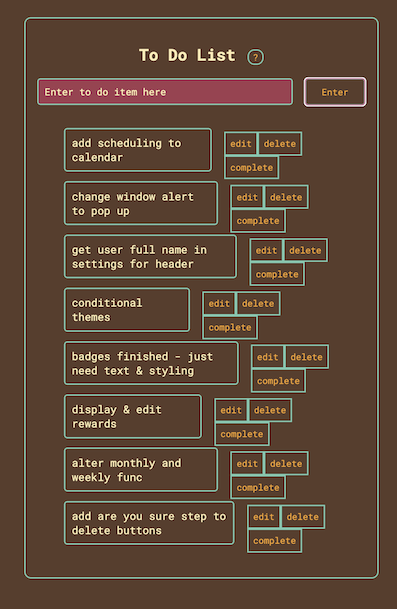 To Do List ?
Enter to do item here Enter
add scheduling to
calendar
edit delete
complete
change window alert
to pop up
edit delete
complete
get user full name in
settings for header
edit delete
complete
conditional
themes
edit delete
complete
badges finished - just
need text & styling
edit delete
complete
display & edit
rewards
edit delete
complete
alter monthly and
weekly func
edit delete
complete
add are you sure step to
delete buttons
edit delete
complete